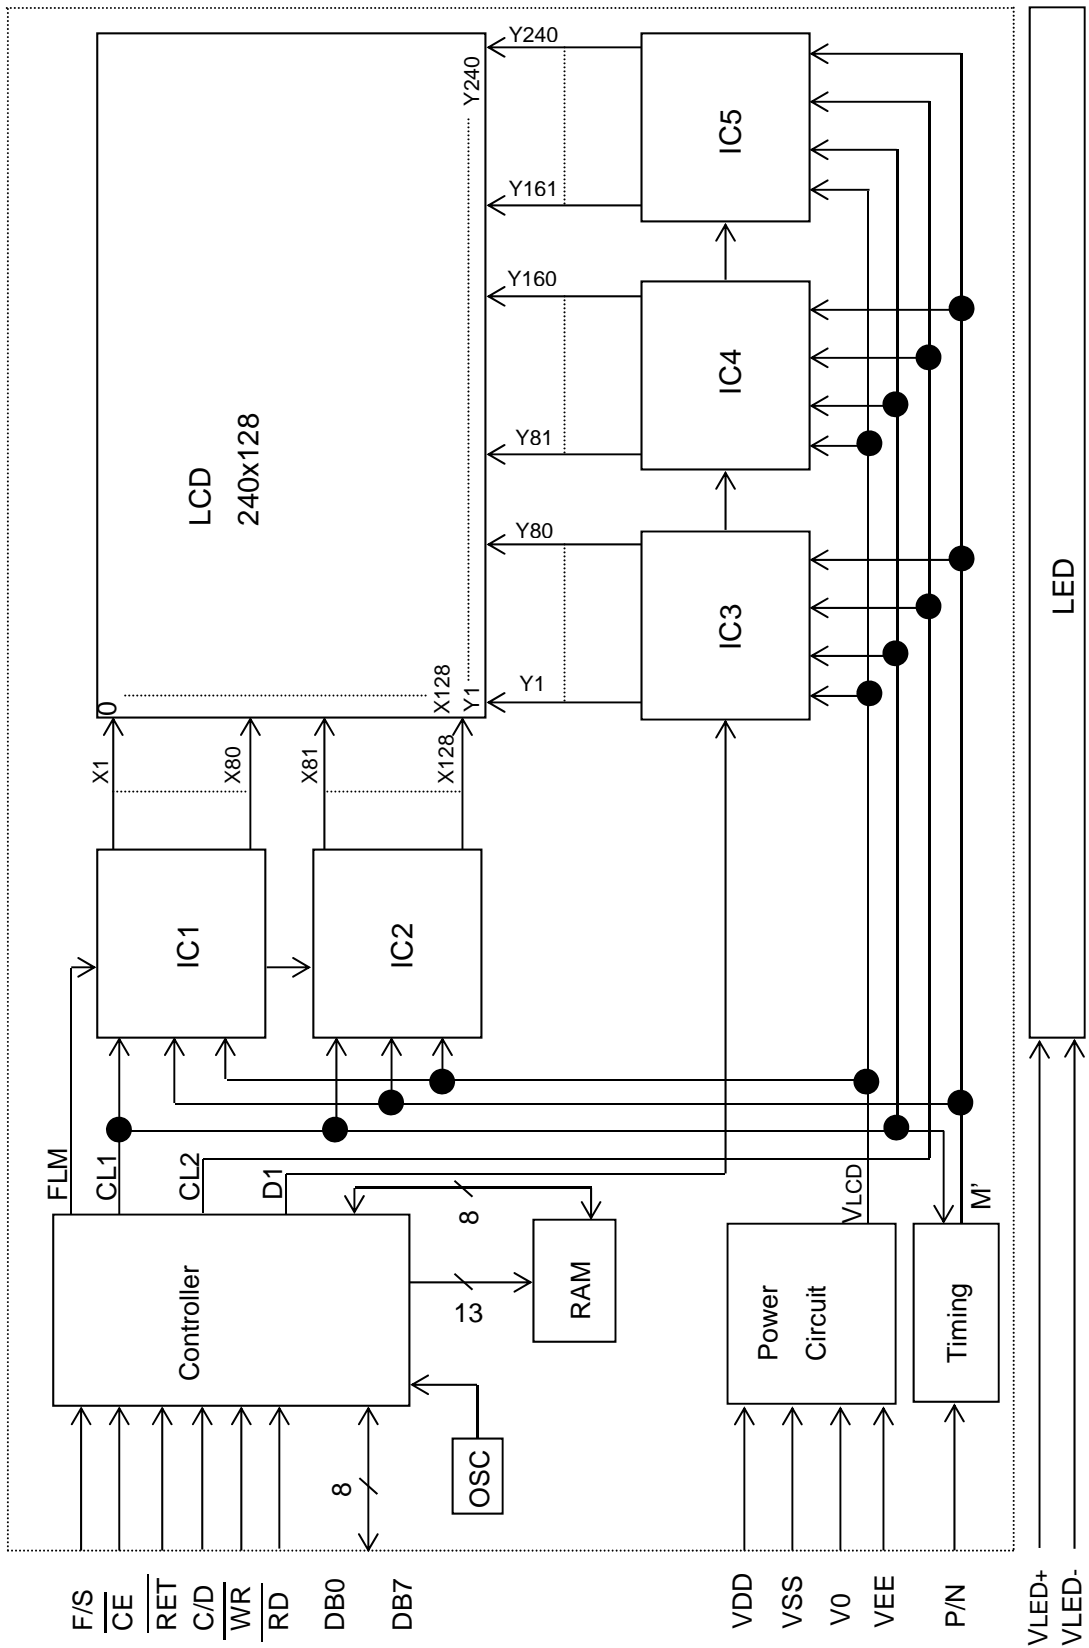 Y240
Y240
IC5
Y161
Y160
LCD
240x128
IC4
Y81
Y80
IC3
Y1
0
X128
Y1
X1
X80
X81
X128
IC1
IC2
LED
FLM
CL1
CL2
D1
8
VLCD
M'
Controller
13
RAM
Power
Circuit
Timing
8
OSC
F/S
CE
RET
C/D
WR
RD
DB0
DB7
VDD
VSS
V0
VEE
P/N
VLED+
VLED-